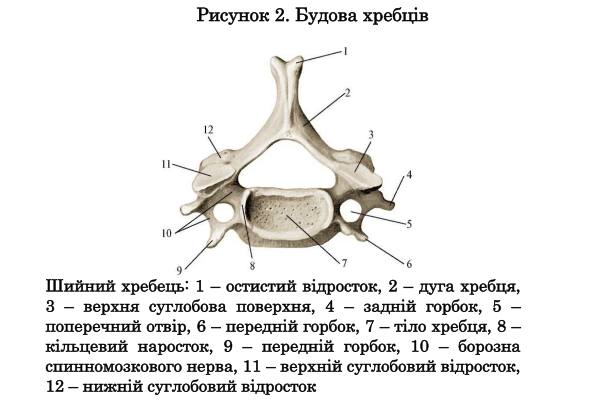 Рисунок 2. Будова хребців
1
2
12
3
11
4
5
10
6
7
8
9
Шийний хребець: 1 – остистий відросток, 2 – дуга хребця,
3 – верхня суглобова поверхня, 4 – задній горбок, 5 –
поперечний отвір, 6 – передній горбок, 7 – тіло хребця, 8 –
кільцевий наросток, 9 – передній горбок, 10 – борозна
спинномозкового нерва, 11 – верхній суглобовий відросток,
12 – нижній суглобовий відросток